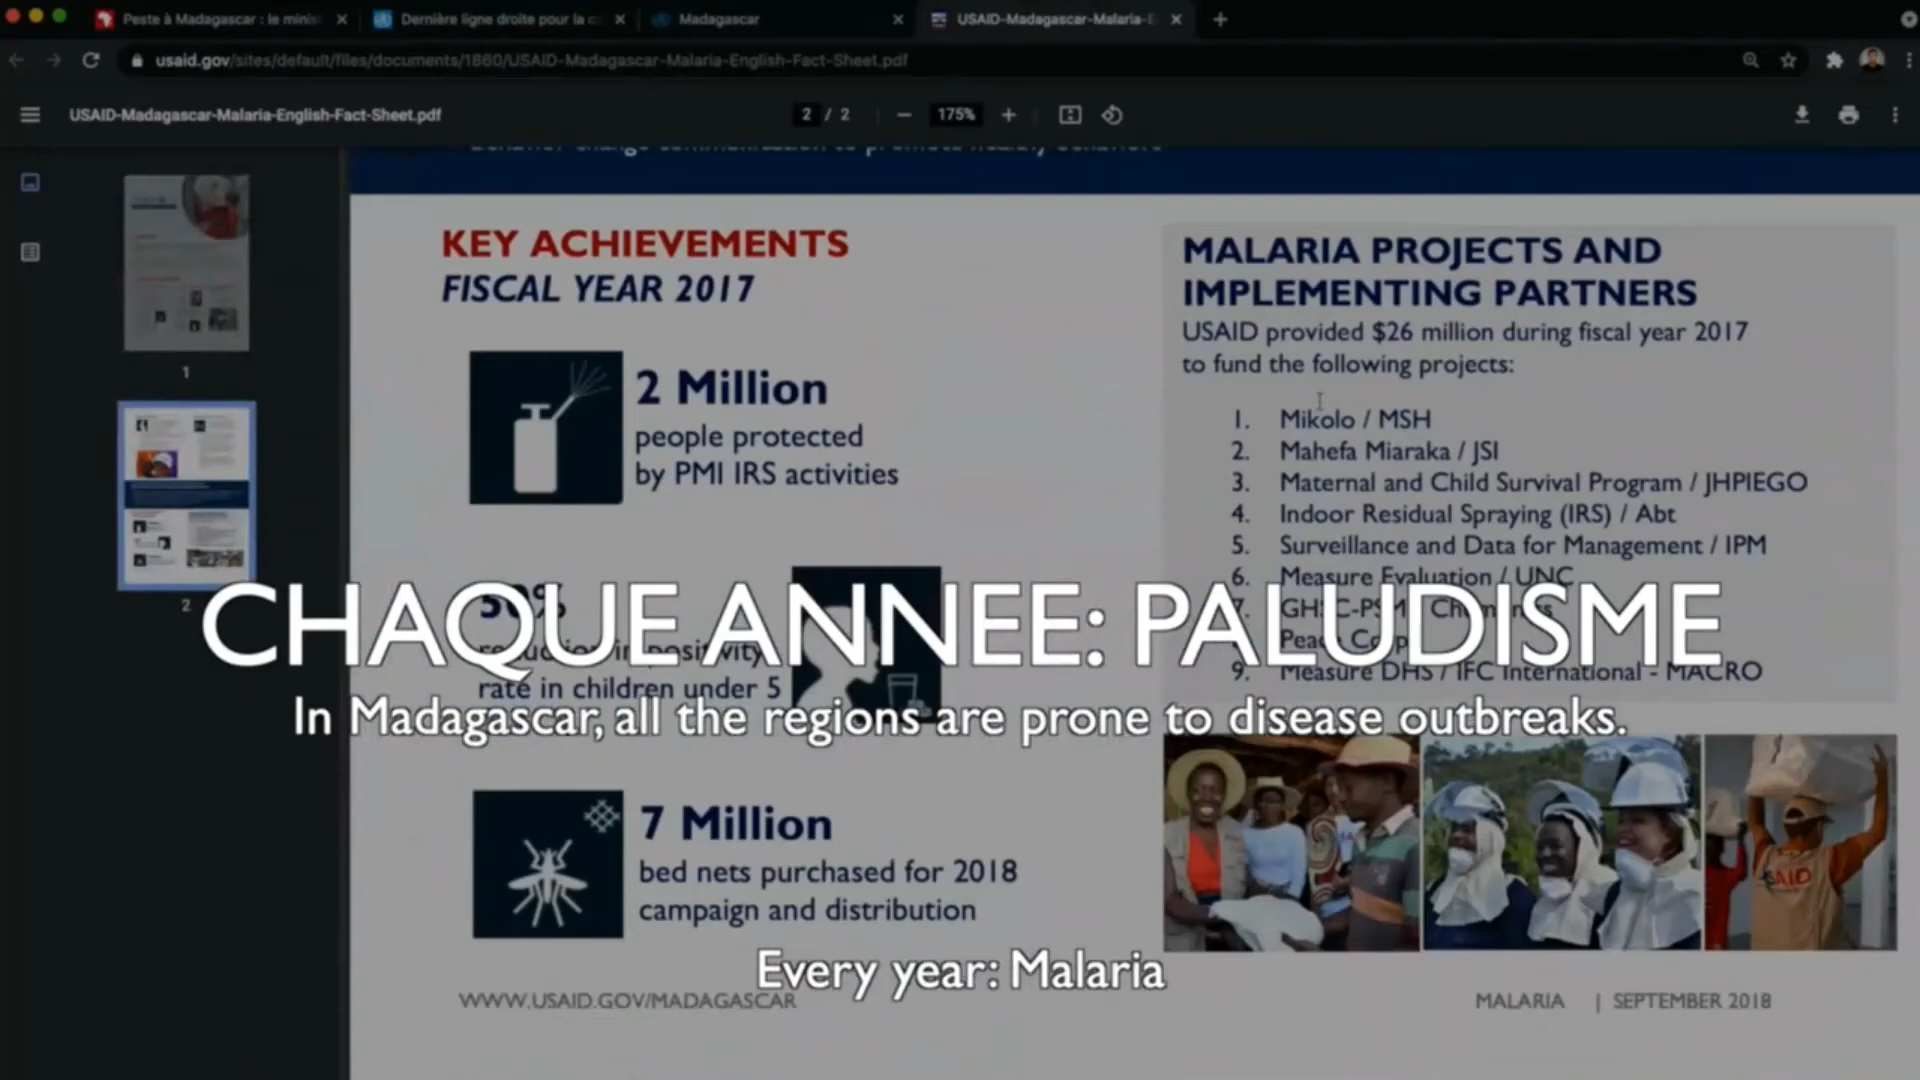 Peste à Madagascar : le minis
Dernière ligne droite pour la c
Madagascar
USAID-Madagascar-Malaria-E
usaid.gov/sites/default/files/documents/1860/USAID-Madagascar-Malaria-English-Fact-Sheet.pdf
USAID-Madagascar-Malaria-English-Fact-Sheet.pdf
2 / 2
175%
1
2
KEY ACHIEVEMENTS
FISCAL YEAR 2017
2 Million
people protected
by PMI IRS activities
rate in children under 5
7 Million
bed nets purchased for 2018
campaign and distribution
MALARIA PROJECTS AND
IMPLEMENTING PARTNERS
USAID provided $26 million during fiscal year 2017
to fund the following projects:
1. Mikolo / MSH
2. Mahefa Miaraka / JSI
3. Maternal and Child Survival Program / JHPIEGO
4. Indoor Residual Spraying (IRS) / Abt
5. Surveillance and Data for Management / IPM
6. Measure Evaluation / UNC
9. Measure DHS / IFC International - MACRO
CHAQUE ANNEE: PALUDISME
In Madagascar, all the regions are prone to disease outbreaks.
Every year: Malaria
WWW.USAID.GOV/MADAGASCAR
MALARIA | SEPTEMBER 2018